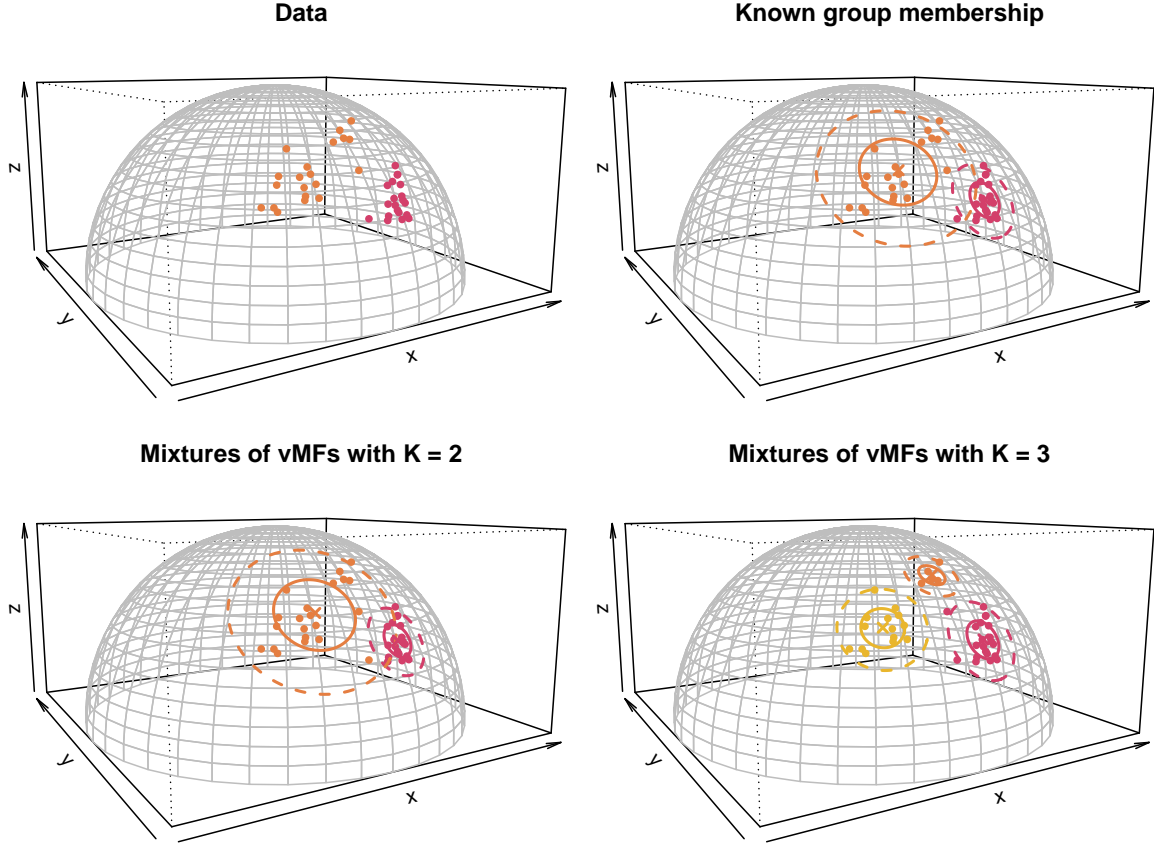 Data
Known group membership
z
y
x
z
y
x
Mixtures of vMFs with K = 2
Mixtures of vMFs with K = 3
z
y
x
z
y
x